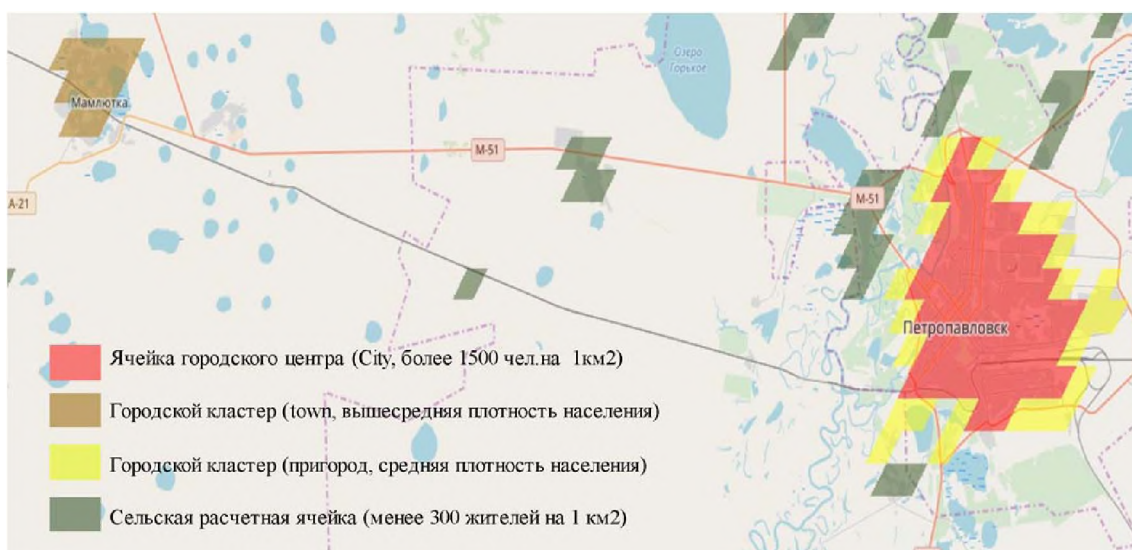 Озеро
Горькое
Мамлютка
М-51
А-21
М-51
Петропавловск
Ячейка городского центра (City, более 1500 чел.на 1км2)
Городской кластер (town, вышесредняя плотность населения)
Городской кластер (пригород, средняя плотность населения)
Сельская расчетная ячейка (менее 300 жителей на 1 км2)